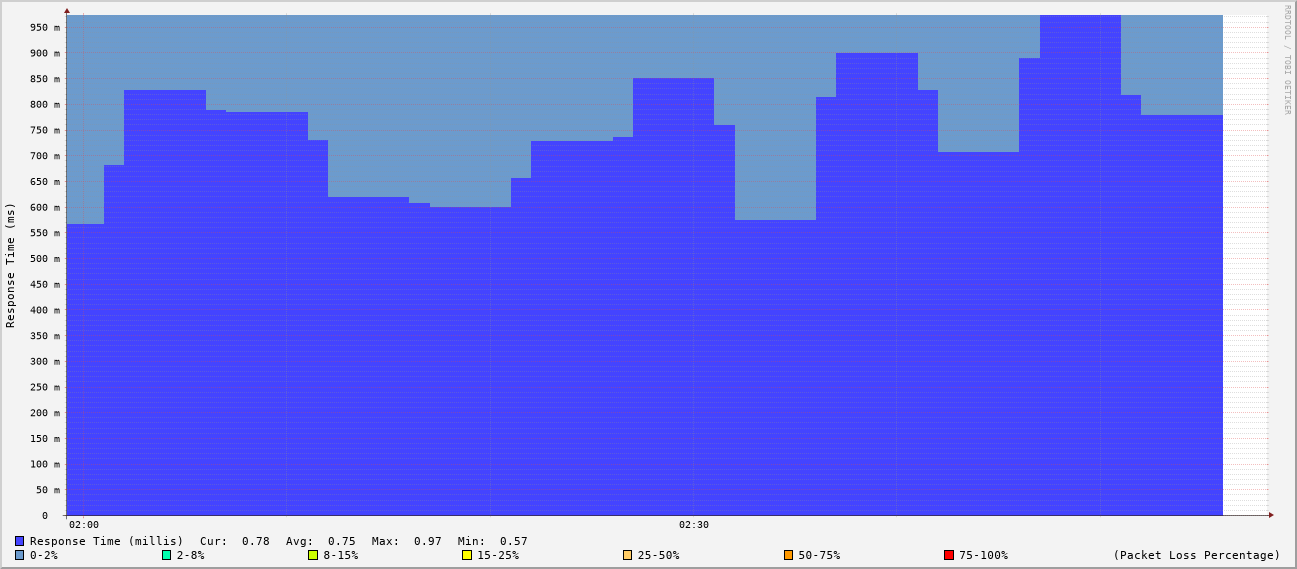 RRDTOOL / TOBI OETIKER
Response Time (ms)
950 m
900 m
850 m
800 m
750 m
700 m
650 m
600 m
550 m
500 m
450 m
400 m
350 m
300 m
250 m
200 m
150 m
100 m
50 m
0
02:00 02:30
Response Time (millis) Cur: 0.78 Avg: 0.75 Max: 0.97 Min: 0.57
0-2% 2-8% 8-15% 15-25% 25-50% 50-75% 75-100% (Packet Loss Percentage)